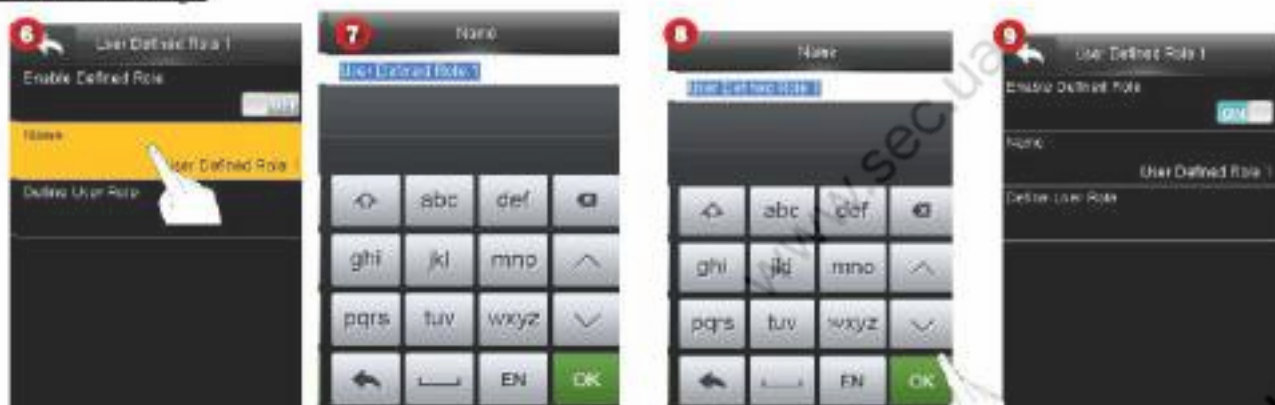 6
User Defined Role 1
Enable Defined Role
Name
User Defined Role 1
Define User Role
7
Name
User Defined Role 1
abc def
ghi jkl mno
pqrs tuv wxyz
EN OK
8
Name
User Defined Role 1
abc def
ghi jkl mno
pqrs tuv wxyz
EN OK
9
User Defined Role 1
Enable Defined Role
ON
Name
User Defined Role 1
Define User Role
www.sec.ua